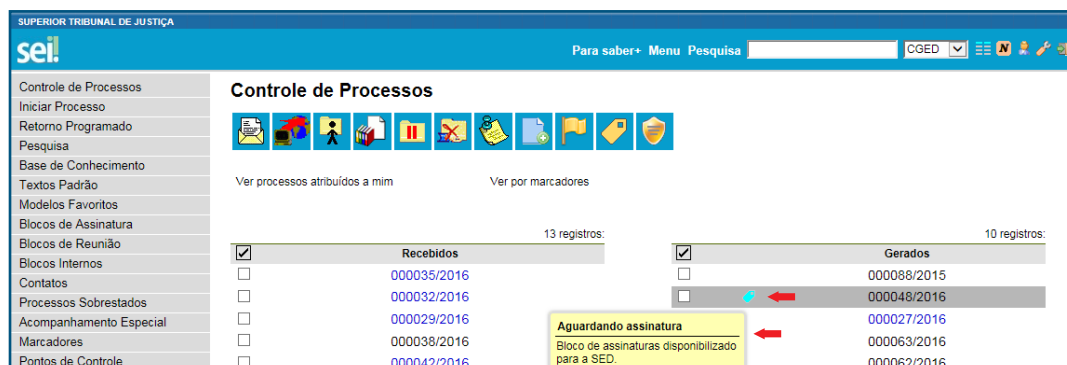 SUPERIOR TRIBUNAL DE JUSTIÇA
sei!
Para saber+ Menu Pesquisa CGED N
Controle de Processos
Iniciar Processo
Retorno Programado
Pesquisa
Base de Conhecimento
Textos Padrão
Modelos Favoritos
Blocos de Assinatura
Blocos de Reunião
Blocos Internos
Contatos
Processos Sobrestados
Acompanhamento Especial
Marcadores
Pontos de Controle
Controle de Processos
Ver processos atribuídos a mim Ver por marcadores
13 registros:
Recebidos
000035/2016
000032/2016
000029/2016
000038/2016
000042/2016
10 registros:
Gerados
000088/2015
000048/2016
000027/2016
000063/2016
000062/2016
Aguardando assinatura
Bloco de assinaturas disponibilizado
para a SED.